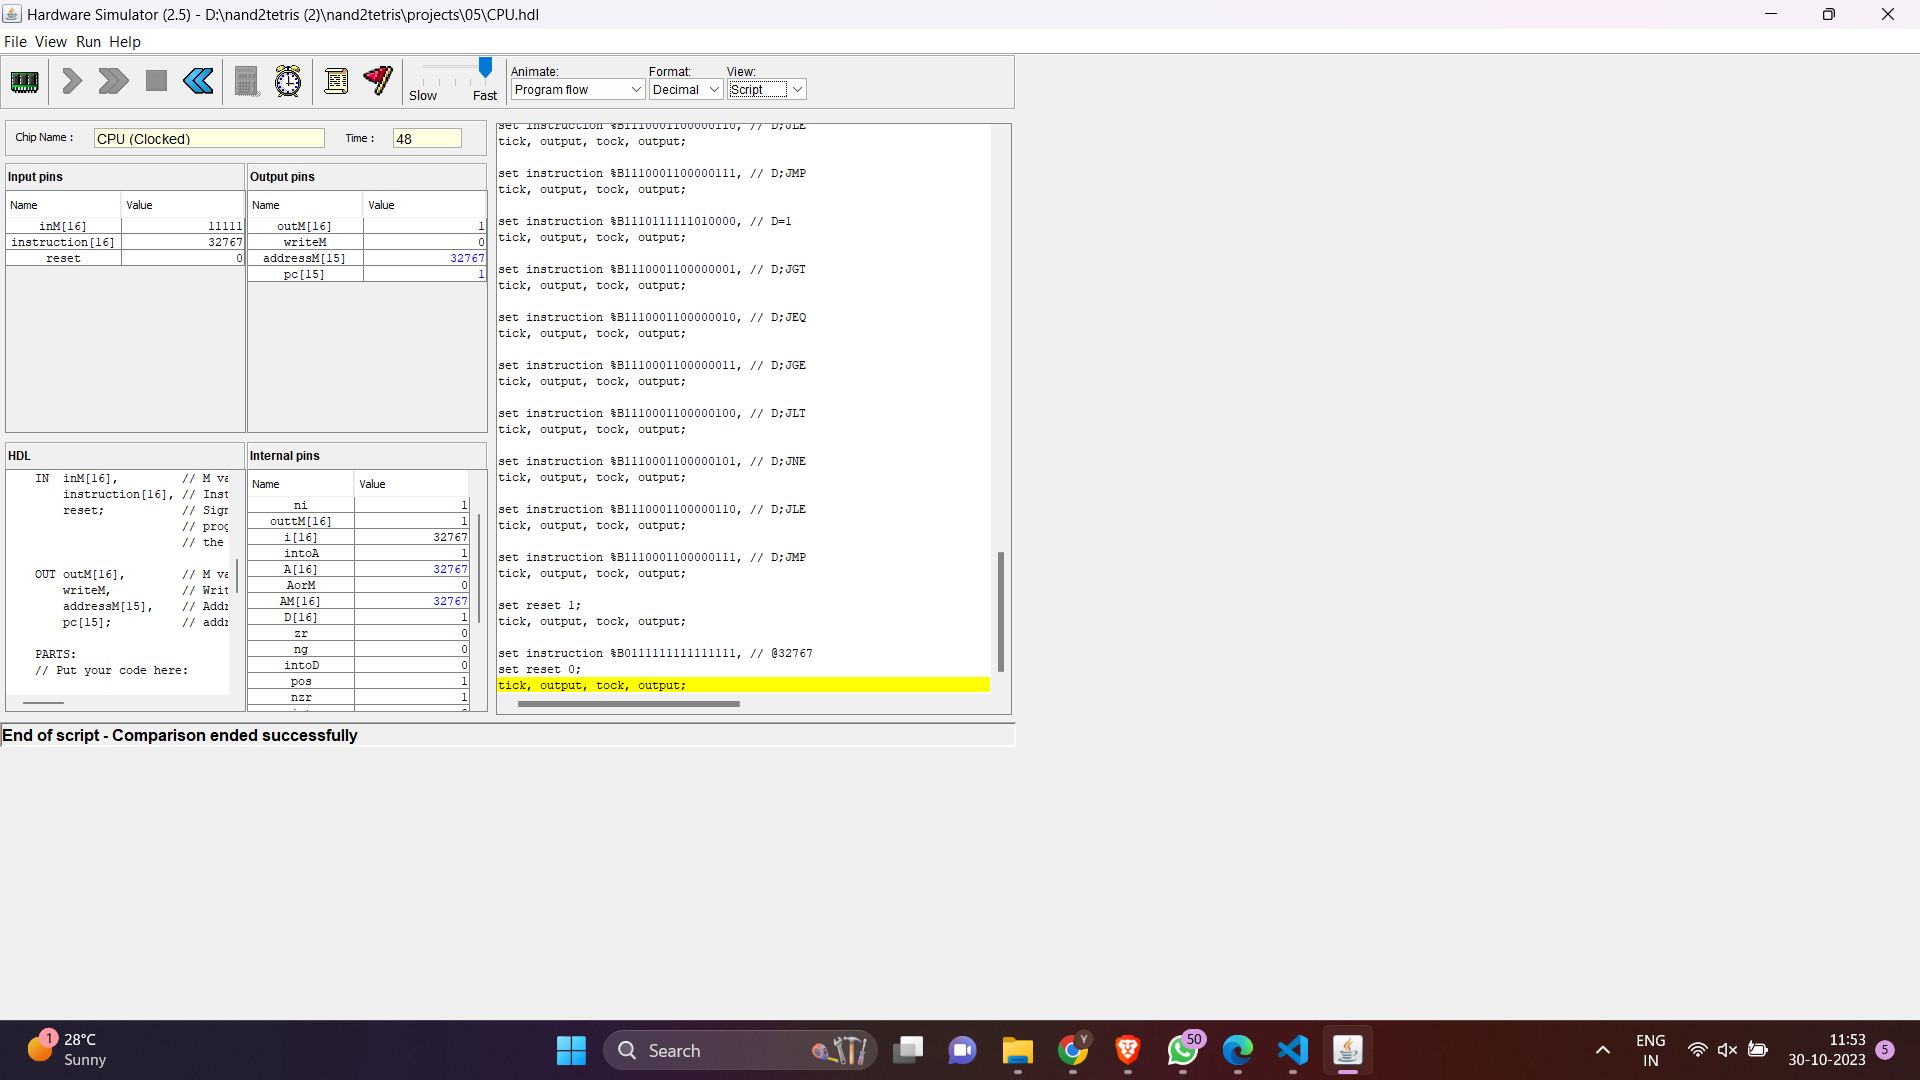 Hardware Simulator (2.5) - D:\nand2tetris (2)\nand2tetris\projects\05\CPU.hdl
File View Run Help
Slow Fast
Animate: Format: View:
Program flow Decimal Script
Chip Name : CPU (Clocked) Time : 48
Input pins
Name Value
inM[16] 11111
instruction[16] 32767
reset 0
Output pins
Name Value
outM[16] 1
writeM 0
addressM[15] 32767
pc[15] 1
HDL
IN inM[16], // M va
instruction[16], // Inst
reset; // Sign
// prog
// the
OUT outM[16], // M va
writeM, // Writ
addressM[15], // Addr
pc[15]; // addr
PARTS:
// Put your code here:
Internal pins
Name Value
ni 1
outtM[16] 1
i[16] 32767
intoA 1
A[16] 32767
AorM 0
AM[16] 32767
D[16] 1
zr 0
ng 0
intoD 0
pos 1
nzr 1
set instruction %B1110001100000110, // D;JLE
tick, output, tock, output;
set instruction %B1110001100000111, // D;JMP
tick, output, tock, output;
set instruction %B1110111111010000, // D=1
tick, output, tock, output;
set instruction %B1110001100000001, // D;JGT
tick, output, tock, output;
set instruction %B1110001100000010, // D;JEQ
tick, output, tock, output;
set instruction %B1110001100000011, // D;JGE
tick, output, tock, output;
set instruction %B1110001100000100, // D;JLT
tick, output, tock, output;
set instruction %B1110001100000101, // D;JNE
tick, output, tock, output;
set instruction %B1110001100000110, // D;JLE
tick, output, tock, output;
set instruction %B1110001100000111, // D;JMP
tick, output, tock, output;
set reset 1;
tick, output, tock, output;
set instruction %B0111111111111111, // @32767
set reset 0;
tick, output, tock, output;
End of script - Comparison ended successfully
1
28°C
Sunny
Search
Y
50
ENG
IN
11:53
30-10-2023
5